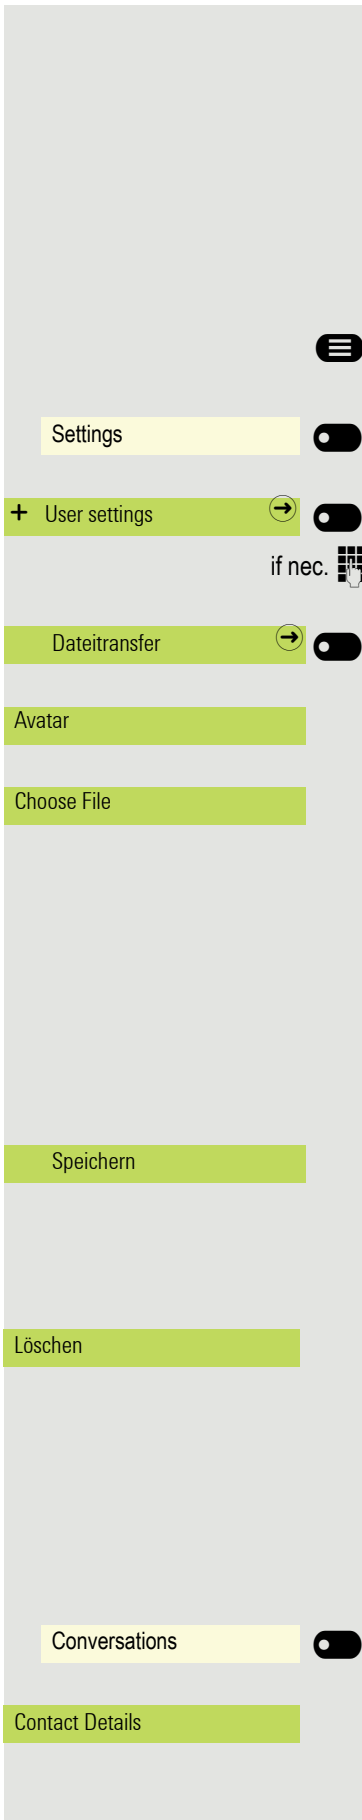 Settings
+ User settings
if nec.
Dateitransfer
Avatar
Choose File
Speichern
Löschen
Conversations
Contact Details